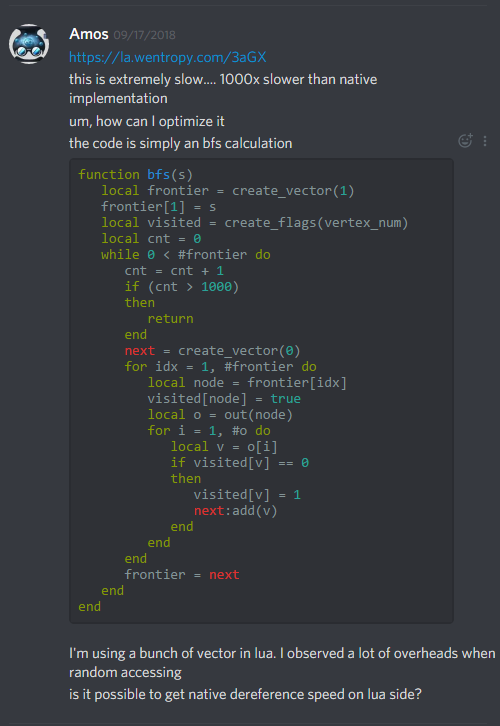 Amos 09/17/2018
https://la.wentropy.com/3aGX
this is extremely slow.... 1000x slower than native
implementation
um, how can I optimize it
the code is simply an bfs calculation
function bfs(s)
   local frontier = create_vector(1)
   frontier[1] = s
   local visited = create_flags(vertex_num)
   local cnt = 0
   while 0 < #frontier do
      cnt = cnt + 1
      if (cnt > 1000)
      then
         return
      end
      next = create_vector(0)
      for idx = 1, #frontier do
         local node = frontier[idx]
         visited[node] = true
         local o = out(node)
         for i = 1, #o do
            local v = o[i]
            if visited[v] == 0
            then
               visited[v] = 1
               next:add(v)
            end
         end
      end
      frontier = next
   end
end
I'm using a bunch of vector in lua. I observed a lot of overheads when
random accessing
is it possible to get native dereference speed on lua side?